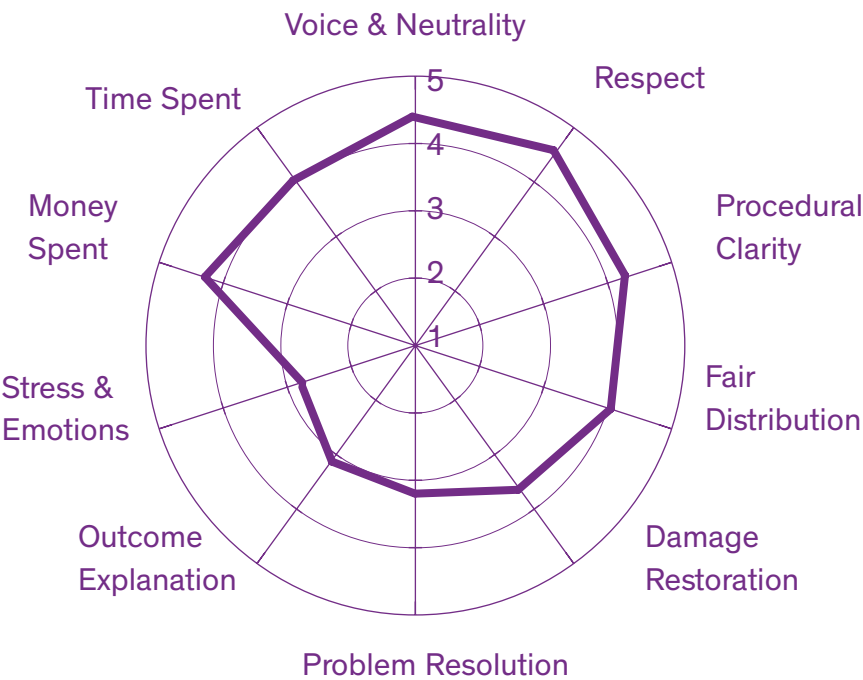 Voice & Neutrality
5
Respect
Time Spent
4
Money
Spent
3
Procedural
Clarity
2
1
Stress &
Emotions
Fair
Distribution
Outcome
Explanation
Damage
Restoration
Problem Resolution